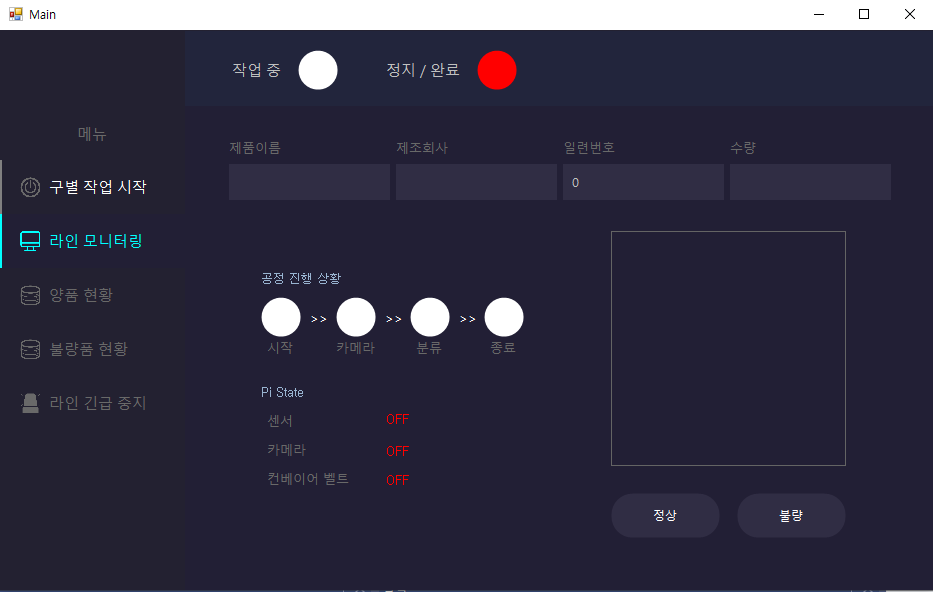 Main
작업 중
정지 / 완료
메뉴
구별 작업 시작
라인 모니터링
양품 현황
불량품 현황
라인 긴급 중지
제품이름 제조회사 일련번호 수량
0
공정 진행 상황
>> >> >>
시작 카메라 분류 종료
Pi State
센서 OFF
카메라 OFF
컨베이어 벨트 OFF
정상 불량